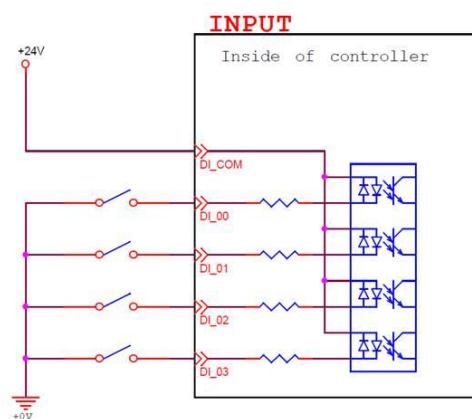 INPUT
+24V
Inside of controller
DI_COM
DI_00
DI_01
DI_02
DI_03
+0V